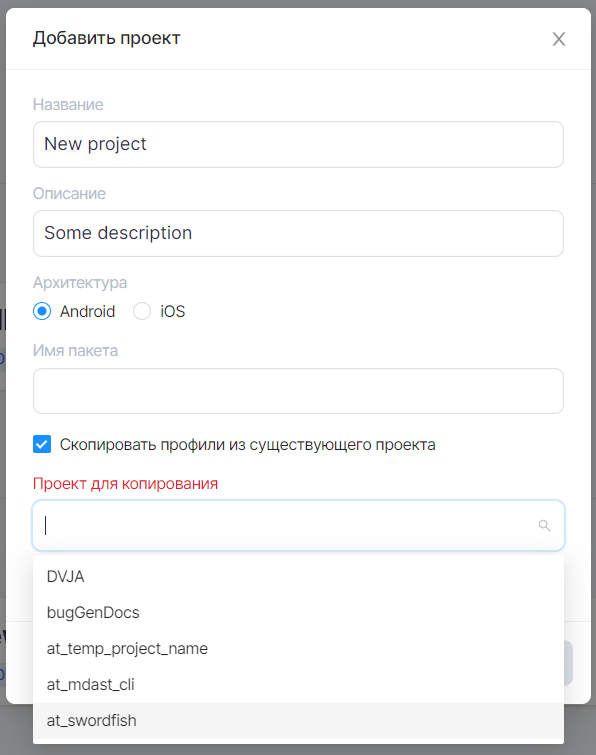 Добавить проект
Название
New project
Описание
Some description
Архитектура
Android iOS
Имя пакета
Скопировать профили из существующего проекта
Проект для копирования
DVJA
bugGenDocs
at_temp_project_name
at_mdast_cli
at_swordfish